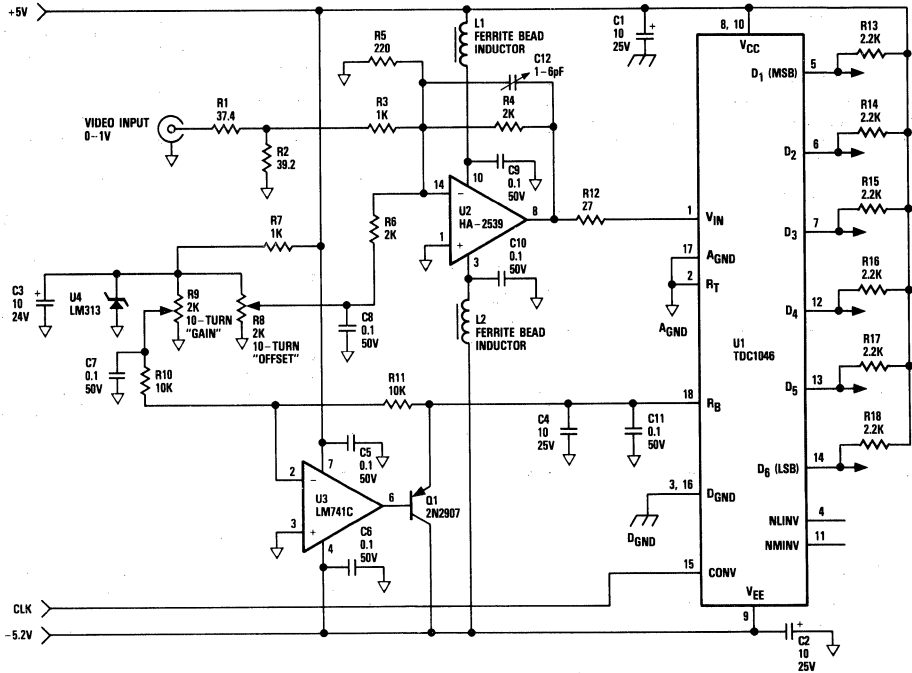 +5V
L1
FERRITE BEAD
INDUCTOR
C1
10
25V
+
8, 10
VCC
R13
2.2K
D1 (MSB)
5
R5
220
C12
1-6pF
R14
2.2K
D2
6
VIDEO INPUT
0-1V
R1
37.4
R2
39.2
R3
1K
R4
2K
R15
2.2K
D3
7
C9
0.1
50V
10
14
−
U2
HA-2539
8
+
1
3
R12
27
1
VIN
17
AGND
2
RT
AGND
R6
2K
R7
1K
C10
0.1
50V
L2
FERRITE BEAD
INDUCTOR
R16
2.2K
D4
12
C3
10
24V
+
U4
LM313
R9
2K
10-TURN
"GAIN"
R8
2K
10-TURN
"OFFSET"
C8
0.1
50V
U1
TDC1046
R17
2.2K
D5
13
C7
0.1
50V
R10
10K
R11
10K
18
RB
C4
10
25V
C11
0.1
50V
R18
2.2K
D6 (LSB)
14
C5
0.1
50V
7
2
−
U3
LM741C
6
3
+
4
Q1
2N2907
C6
0.1
50V
3, 16
DGND
DGND
NLINV
4
NMINV
11
15
CONV
CLK
VEE
9
−5.2V
+
C2
10
25V